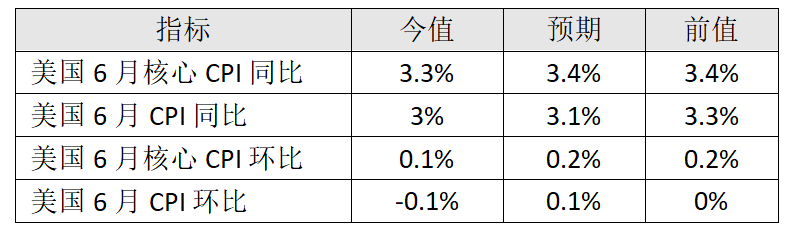 指标 今值 预期 前值
美国 6 月核心 CPI 同比 3.3% 3.4% 3.4%
美国 6 月 CPI 同比 3% 3.1% 3.3%
美国 6 月核心 CPI 环比 0.1% 0.2% 0.2%
美国 6 月 CPI 环比 -0.1% 0.1% 0%